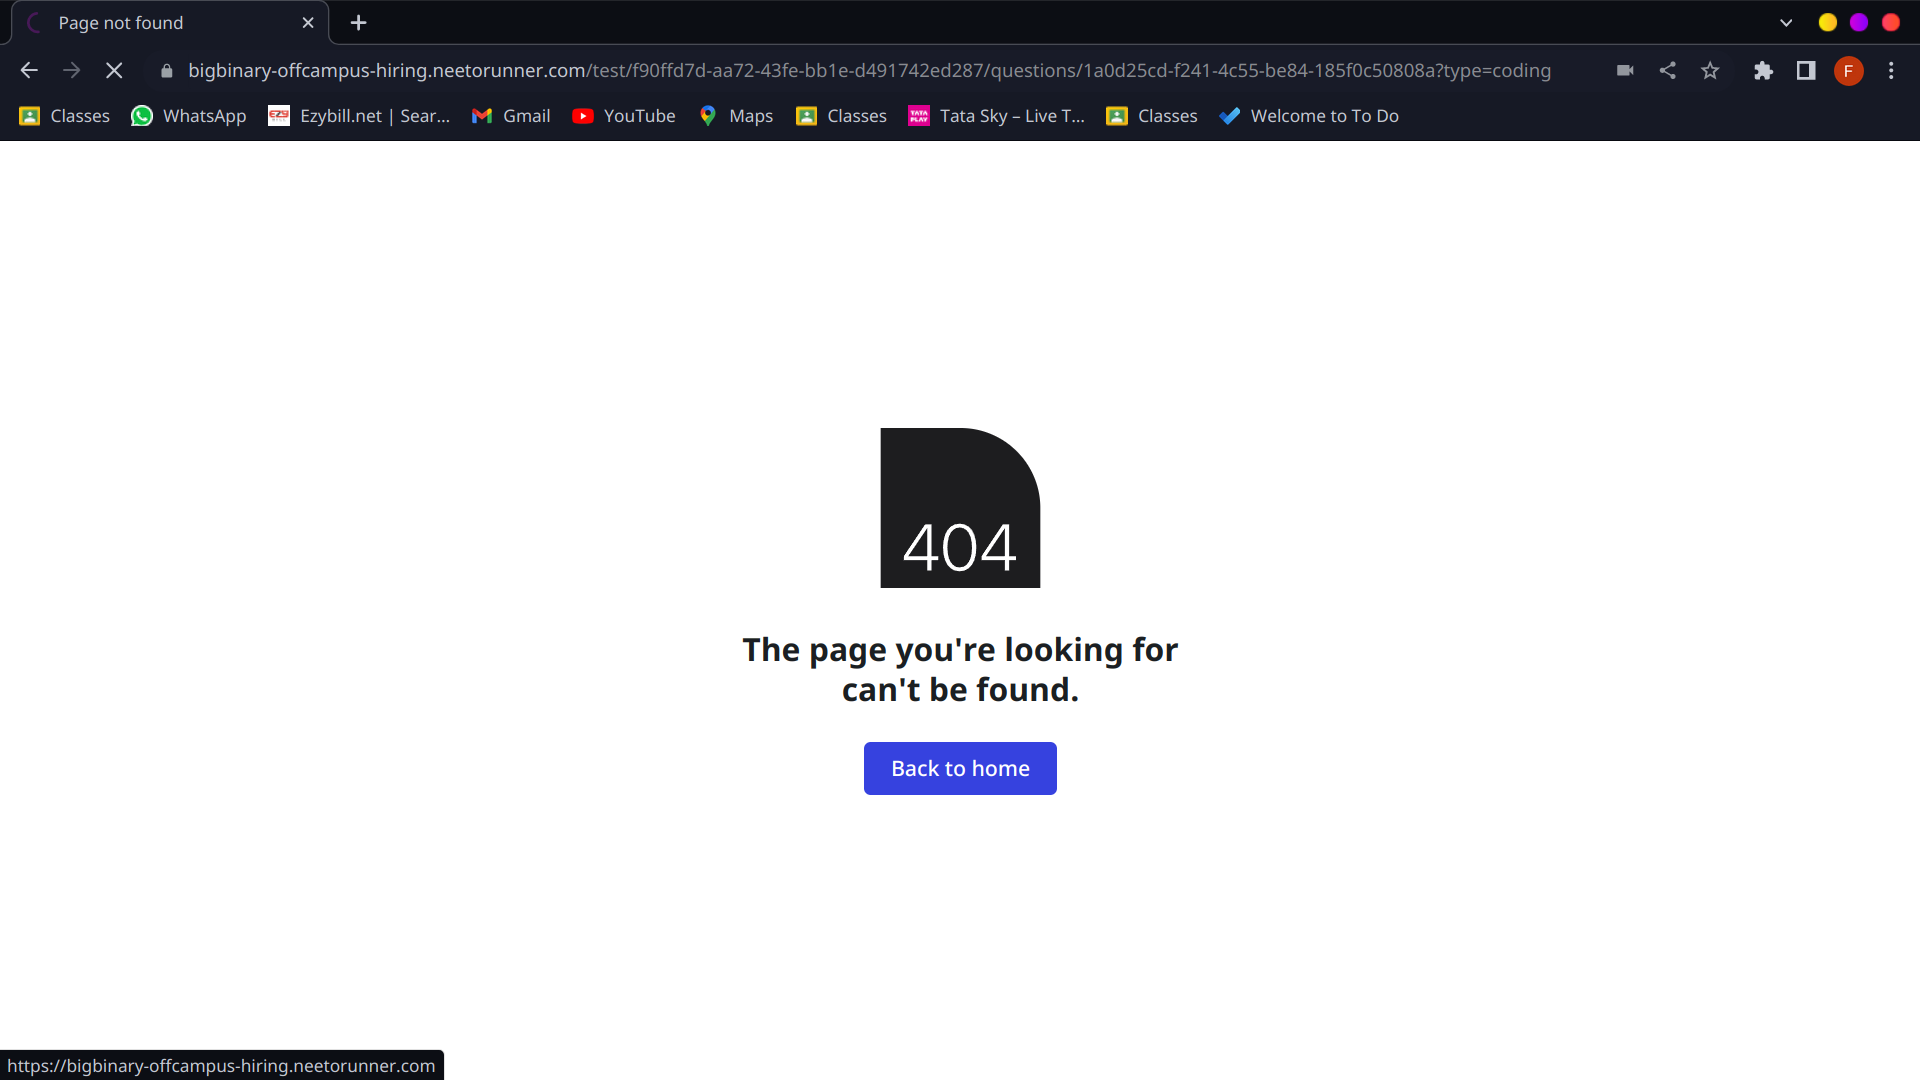 Page not found
bigbinary-offcampus-hiring.neetorunner.com/test/f90ffd7d-aa72-43fe-bb1e-d491742ed287/questions/1a0d25cd-f241-4c55-be84-185f0c50808a?type=coding
F
Classes WhatsApp EZY Ezybill.net | Sear... Gmail YouTube Maps Classes TATA PLAY Tata Sky – Live T... Classes Welcome to To Do
404
The page you're looking for
can't be found.
Back to home
https://bigbinary-offcampus-hiring.neetorunner.com